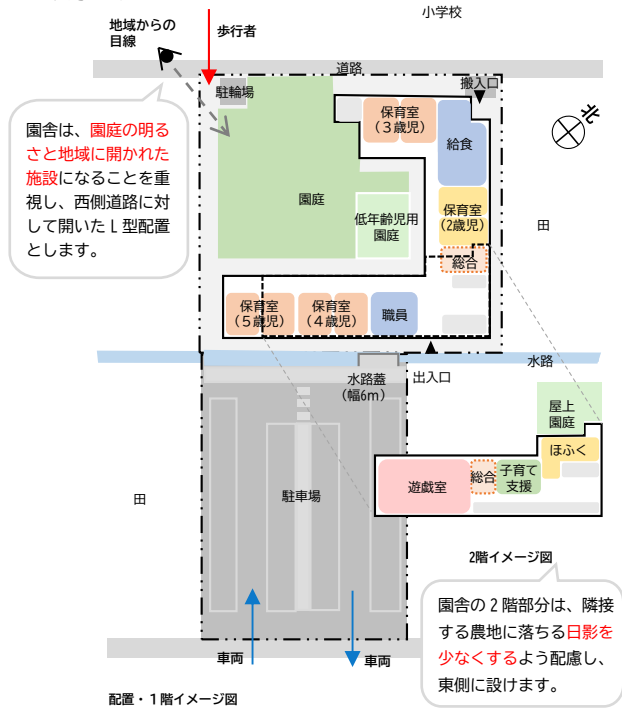 小学校
地域からの
目線
歩行者
道路
駐輪場
搬入口
北
保育室
(3歳児)
給食
園舎は、園庭の明る
さと地域に開かれた
施設になることを重
視し、西側道路に対
して開いたL型配置
とします。
園庭
低年齢児用
園庭
保育室
(2歳児)
田
総合
保育室
(5歳児)
保育室
(4歳児)
職員
水路蓋
(幅6m)
出入口
水路
屋上
園庭
ほふく
遊戯室
総合
子育て
支援
田
駐車場
2階イメージ図
園舎の2階部分は、隣接
する農地に落ちる日影を
少なくするよう配慮し、
東側に設けます。
車両
車両
配置・1階イメージ図